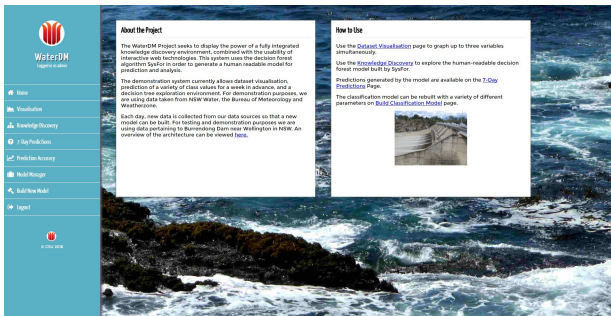 WaterDM
Logged in as admin
Home
Visualisation
Knowledge Discovery
7 Day Predictions
Prediction Accuracy
Model Manager
Build New Model
Logout
About the Project
The WaterDM Project seeks to display the power of a fully integrated
knowledge discovery environment, combined with the usability of
interactive web technologies. This system uses the decision forest
algorithm SysFor in order to generate a human readable model for
prediction and analysis.
The demonstration system currently allows dataset visualisation,
prediction of a variety of class values for a week in advance, and a
decision tree exploration environment. For demonstration purposes, we
are using data taken from NSW Water, the Bureau of Meteorology and
Weatherzone.
Each day, new data is collected from our data sources so that a new
model can be built. For testing and demonstration purposes we are
using data pertaining to Burrendong Dam near Wellington in NSW. An
overview of the architecture can be viewed here.
How to Use
Use the Dataset Visualisation page to graph up to three variables
simultaneously.
Use the Knowledge Discovery to explore the human-readable decision
forest model built by SysFor.
Predictions generated by the model are available on the 7-Day
Predictions Page.
The classification model can be rebuilt with a variety of different
parameters on Build Classification Model page.